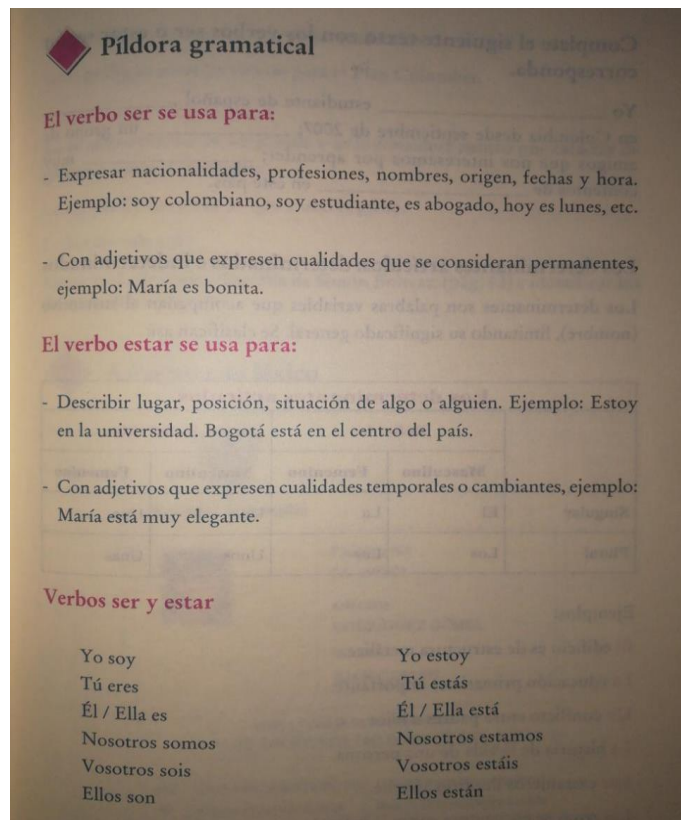 Píldora gramatical
El verbo ser se usa para:
- Expresar nacionalidades, profesiones, nombres, origen, fechas y hora.
Ejemplo: soy colombiano, soy estudiante, es abogado, hoy es lunes, etc.
- Con adjetivos que expresen cualidades que se consideran permanentes,
ejemplo: María es bonita.
El verbo estar se usa para:
- Describir lugar, posición, situación de algo o alguien. Ejemplo: Estoy
en la universidad. Bogotá está en el centro del país.
- Con adjetivos que expresen cualidades temporales o cambiantes, ejemplo:
María está muy elegante.
Verbos ser y estar
Yo soy Yo estoy
Tú eres Tú estás
Él / Ella es Él / Ella está
Nosotros somos Nosotros estamos
Vosotros sois Vosotros estáis
Ellos son Ellos están